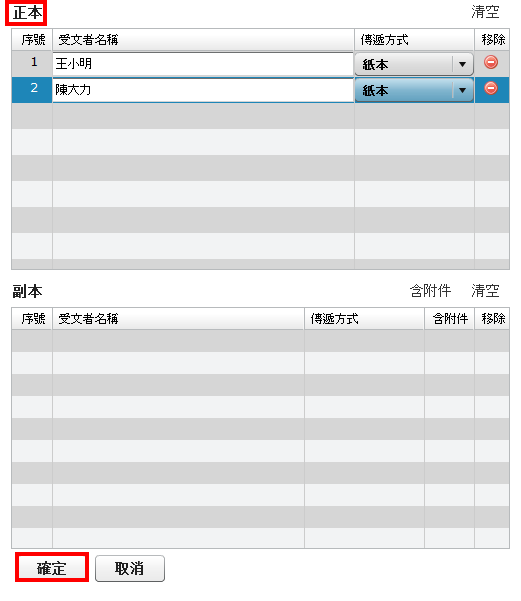 正本 清空
序號 受文者名稱 傳遞方式 移除
1 王小明 紙本
2 陳大力 紙本
副本 含附件 清空
序號 受文者名稱 傳遞方式 含附件 移除
確定 取消